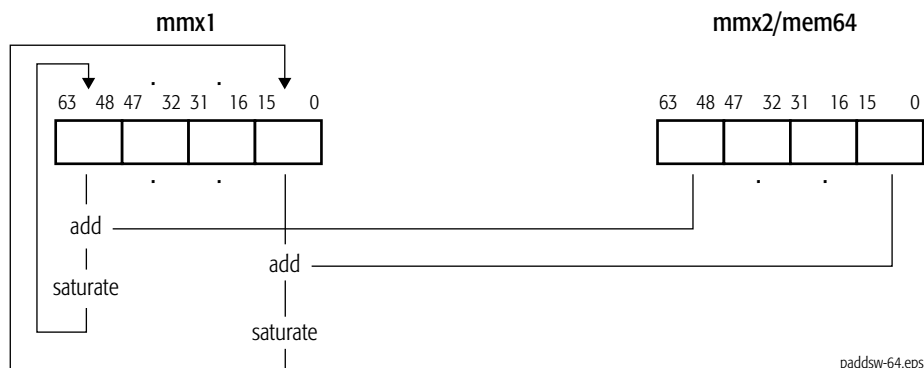 mmx1 mmx2/mem64
. .
63 48 47 32 31 16 15 0 63 48 47 32 31 16 15 0
. . . .
add
add
saturate
saturate
paddsw-64.eps